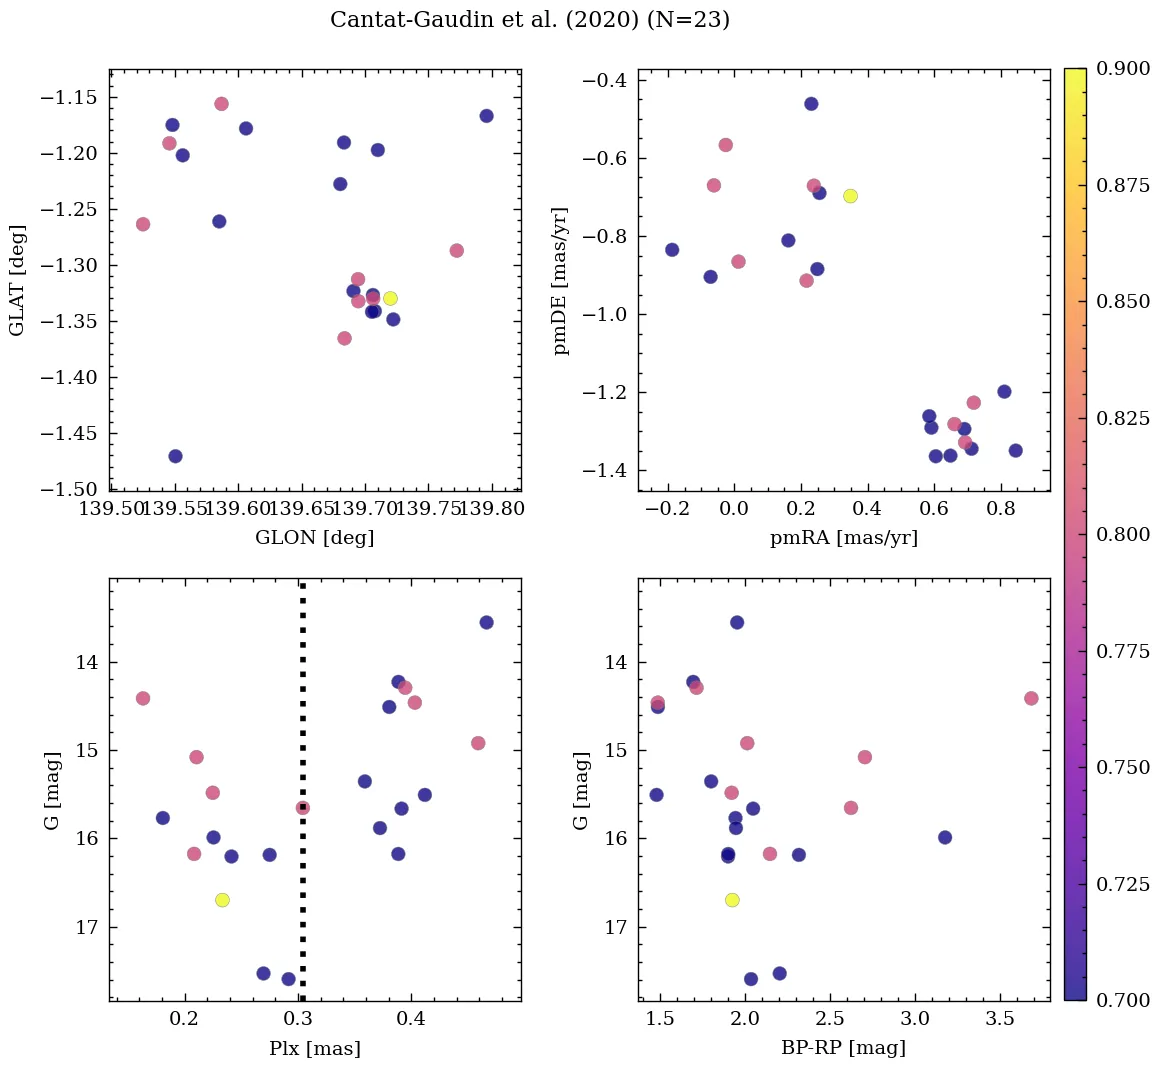 Cantat-Gaudin et al. (2020) (N=23)
−1.15
−1.20
−1.25
−1.30
−1.35
−1.40
−1.45
−1.50
GLAT [deg]
139.50 139.55 139.60 139.65 139.70 139.75 139.80
GLON [deg]
−0.4
−0.6
−0.8
−1.0
−1.2
−1.4
pmDE [mas/yr]
−0.2 0.0 0.2 0.4 0.6 0.8
pmRA [mas/yr]
14
15
16
17
G [mag]
0.2 0.3 0.4
Plx [mas]
14
15
16
17
G [mag]
1.5 2.0 2.5 3.0 3.5
BP-RP [mag]
0.900
0.875
0.850
0.825
0.800
0.775
0.750
0.725
0.700